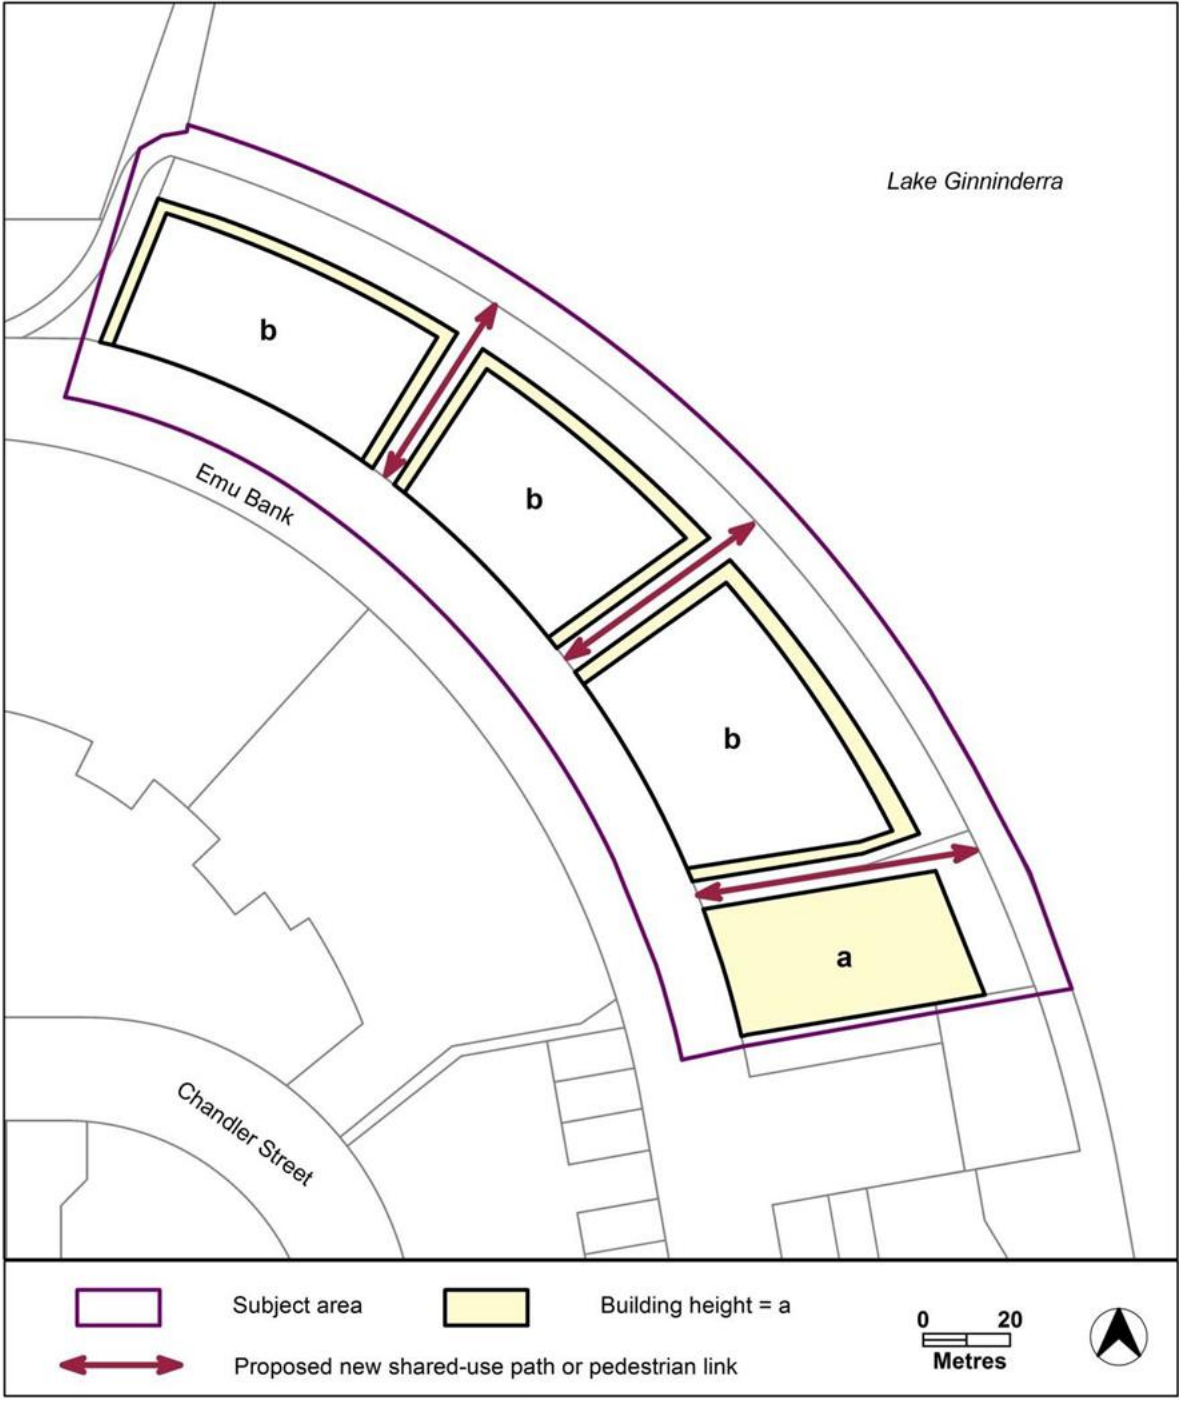 Lake Ginninderra
b
Emu Bank
b
b
a
Chandler Street
Subject area
Building height = a
Proposed new shared-use path or pedestrian link
0 20
Metres